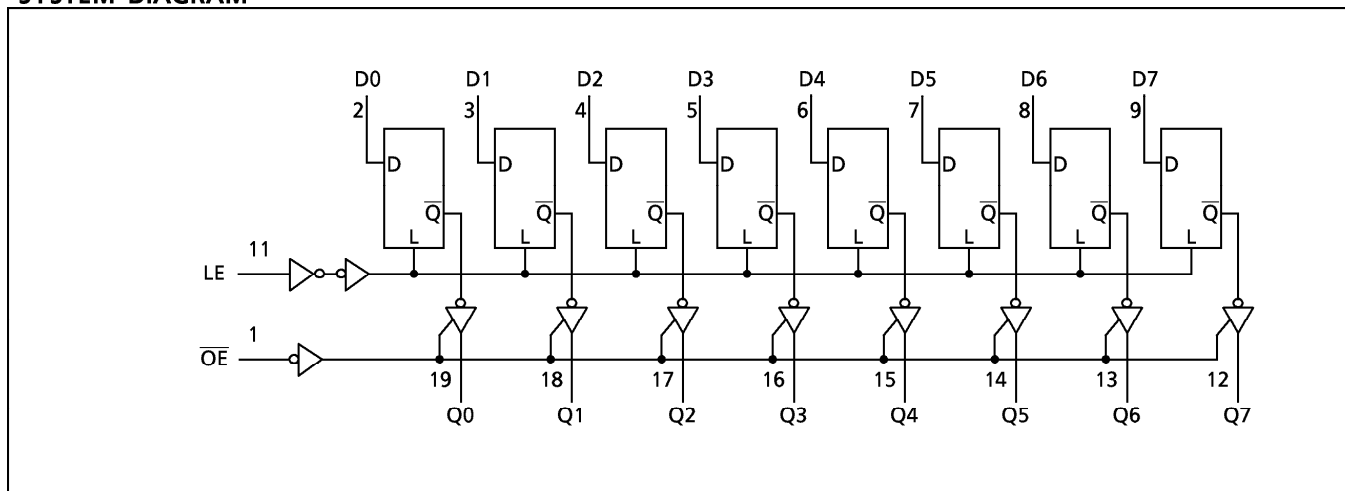 SYSTEM DIAGRAM
D0 D1 D2 D3 D4 D5 D6 D7
2 3 4 5 6 7 8 9
D D D D D D D D
Q̅ Q̅ Q̅ Q̅ Q̅ Q̅ Q̅ Q̅
L L L L L L L L
11
LE
1
O̅E̅
19 18 17 16 15 14 13 12
Q0 Q1 Q2 Q3 Q4 Q5 Q6 Q7